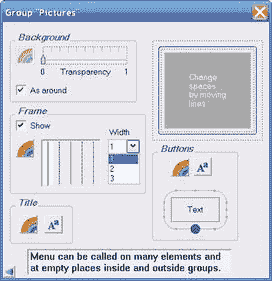 Group "Pictures"
Background
0 Transparency 1
As around
Change
spaces
by moving
lines
Frame
Show
Width
1
1
2
3
Buttons
Aª
Text
Title
Aª
Menu can be called on many elements and
at empty places inside and outside groups.